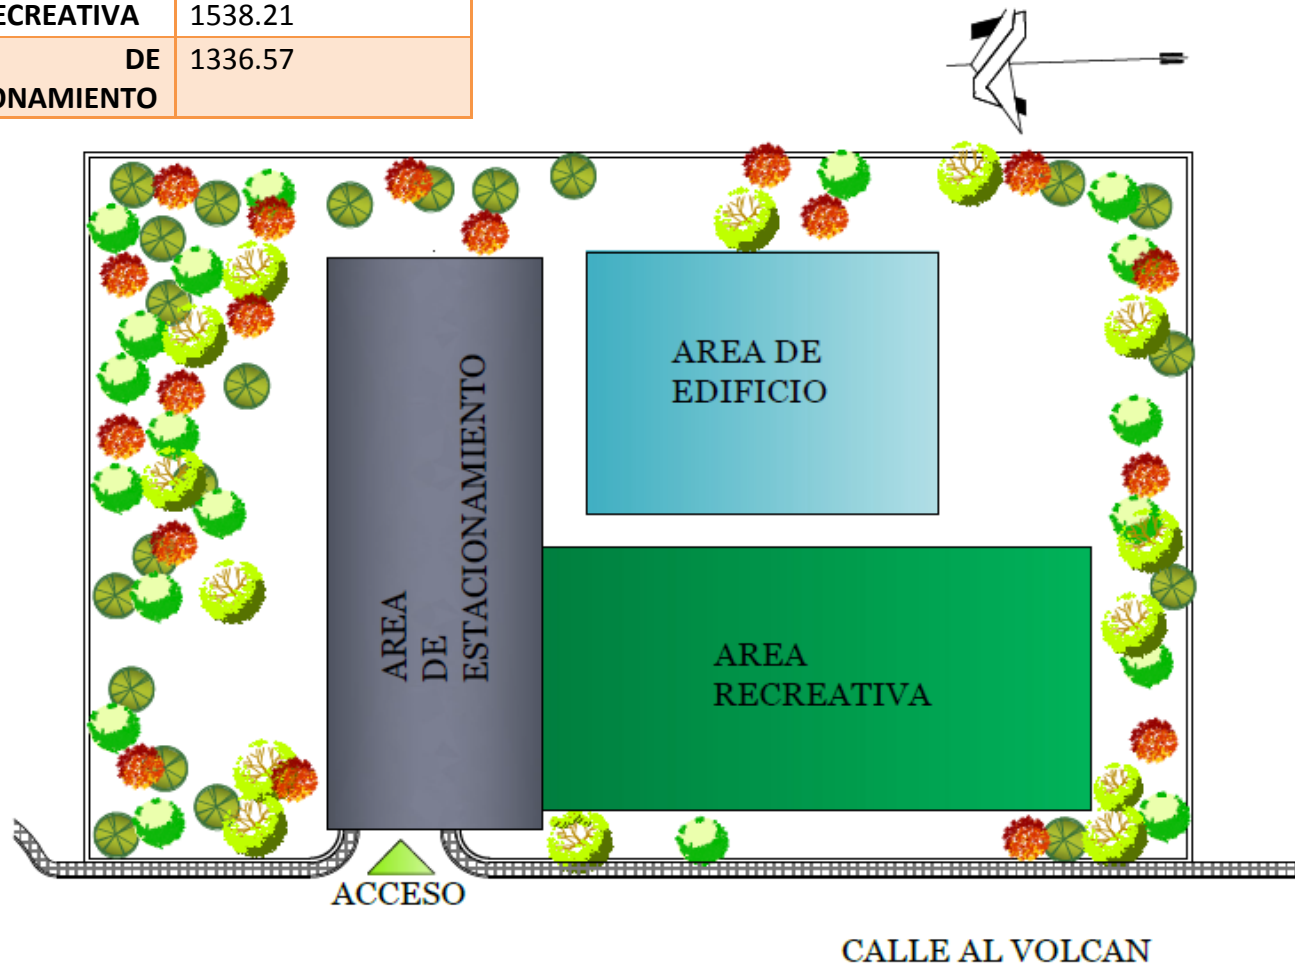 ECREATIVA 1538.21
DE 1336.57
ONAMIENTO
AREA DE
EDIFICIO
AREA
DE
ESTACIONAMIENTO
AREA
RECREATIVA
ACCESO
CALLE AL VOLCAN